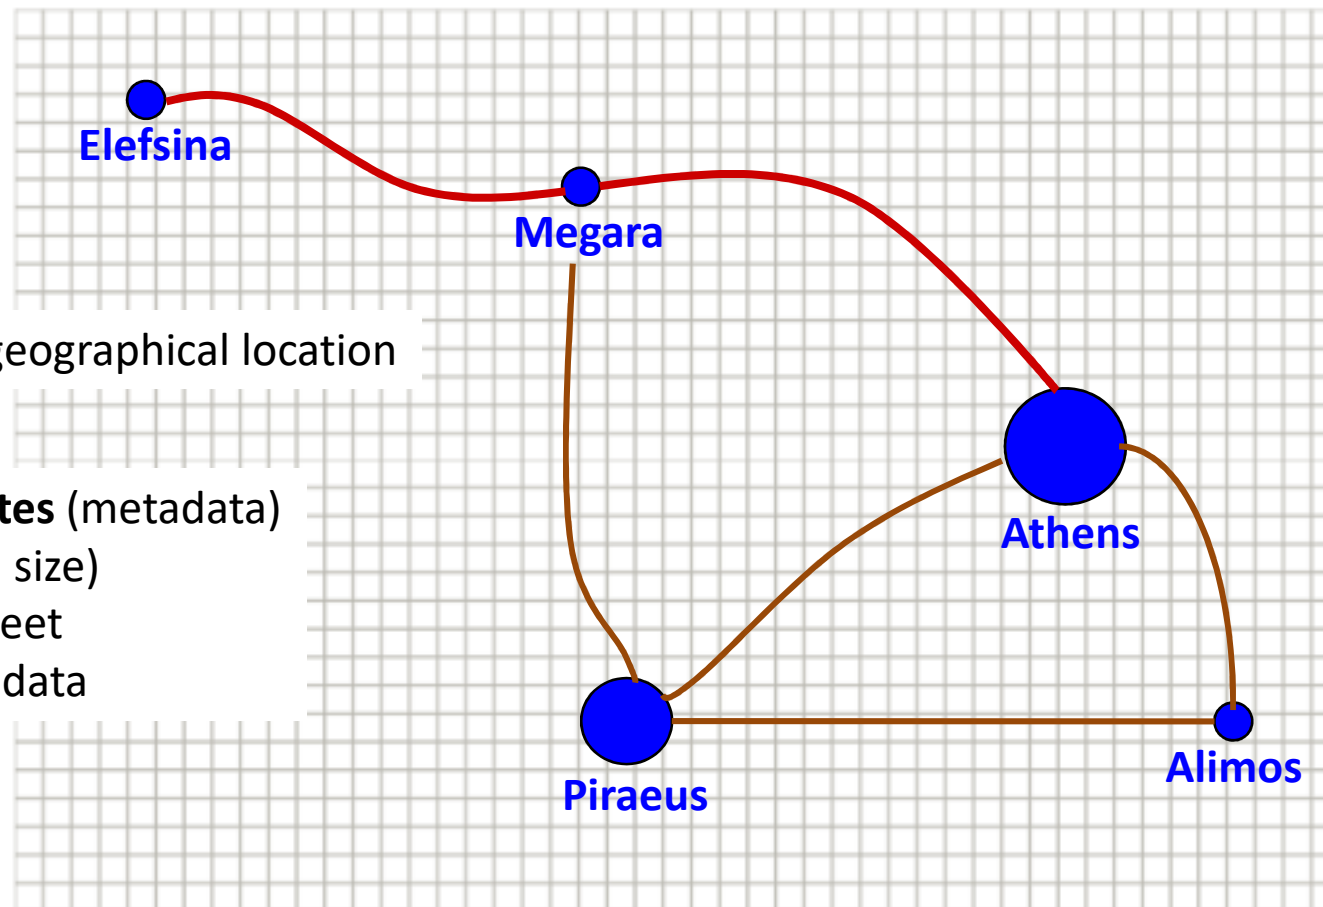 Elefsina
Megara
geographical location
tes (metadata)
size)
eet
data
Athens
Alimos
Piraeus